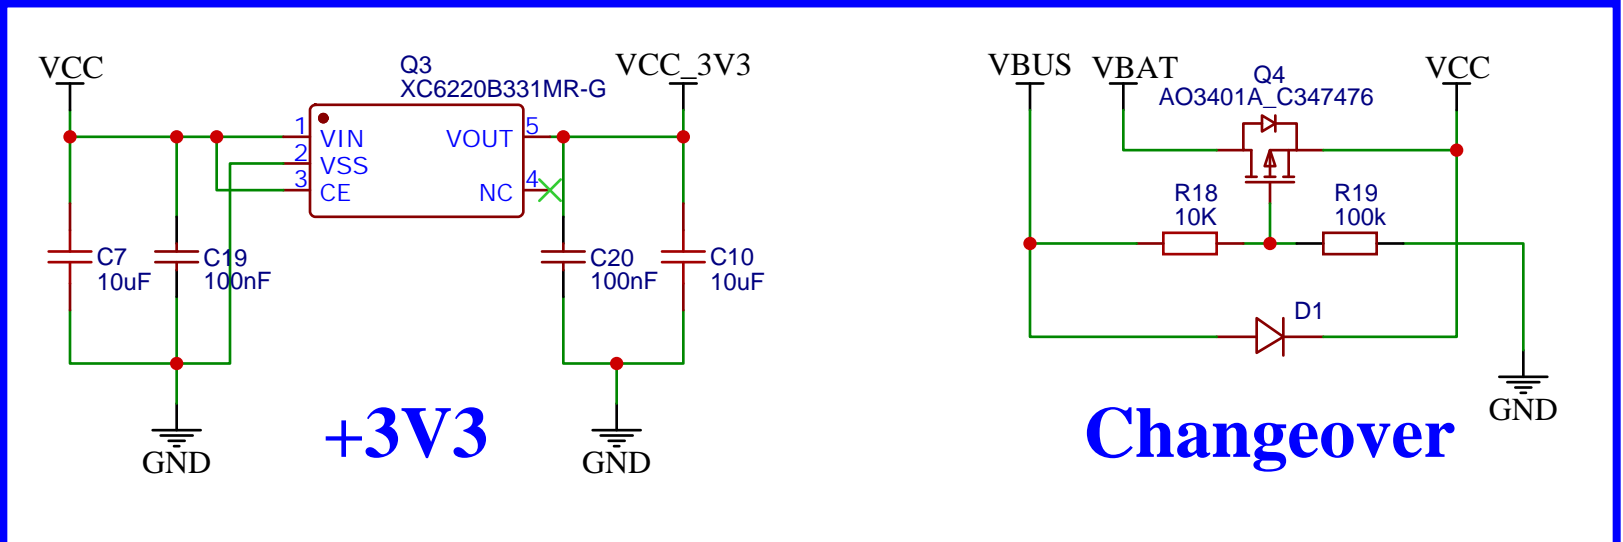 VCC
Q3
XC6220B331MR-G
VCC_3V3
1
VIN
2
VSS
3
CE
VOUT
5
NC
4
C7
10uF
C19
100nF
C20
100nF
C10
10uF
GND
+3V3
GND
VBUS
VBAT
Q4
AO3401A_C347476
VCC
R18
10K
R19
100k
D1
GND
Changeover